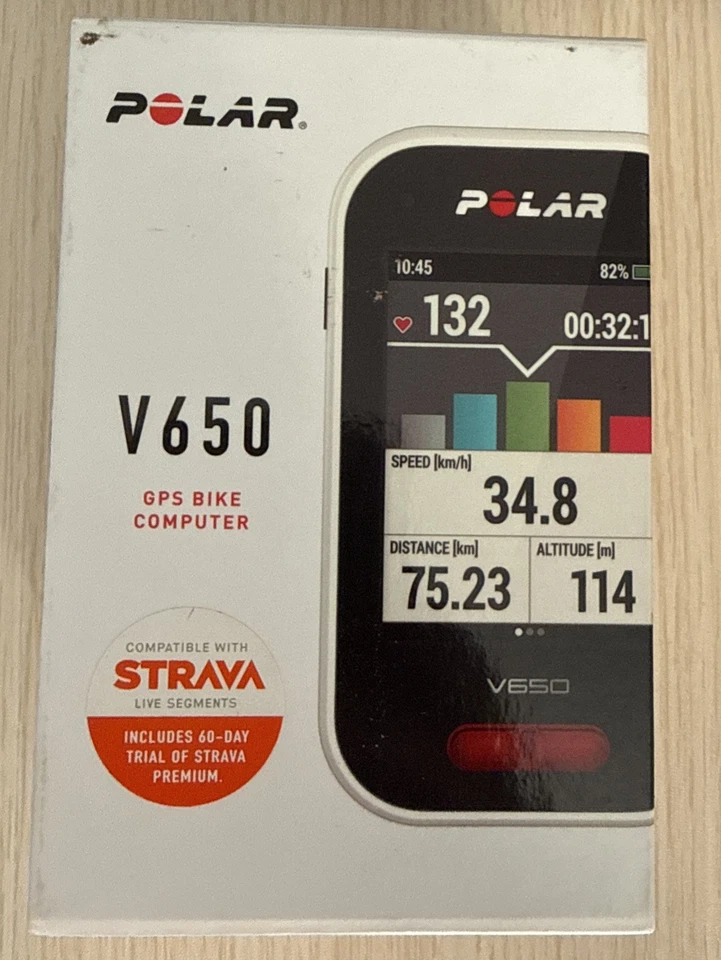 POLAR®
POLAR
10:45 82%
132 00:32:1
V650
GPS BIKE
COMPUTER
SPEED [km/h]
34.8
DISTANCE [km] ALTITUDE [m]
75.23 114
COMPATIBLE WITH
STRAVA
LIVE SEGMENTS
INCLUDES 60-DAY
TRIAL OF STRAVA
PREMIUM.
V650